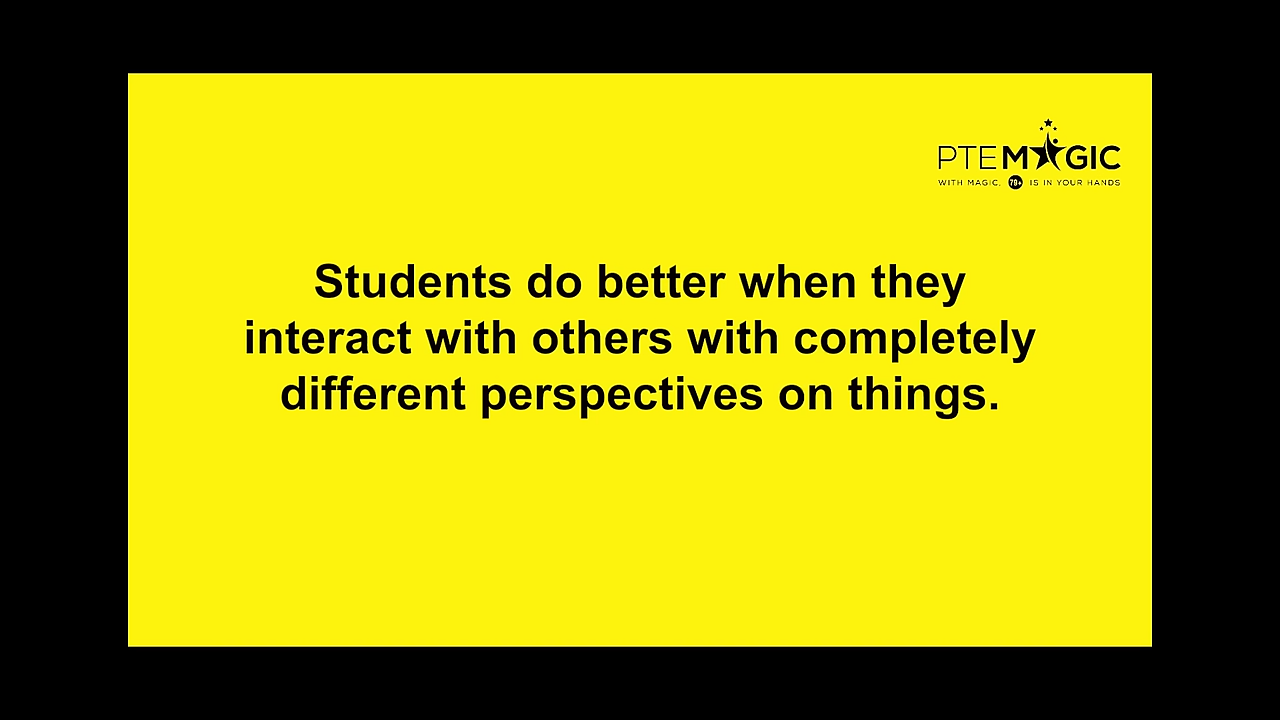 PTEMAGIC
WITH MAGIC, 79+ IS IN YOUR HANDS
Students do better when they
interact with others with completely
different perspectives on things.